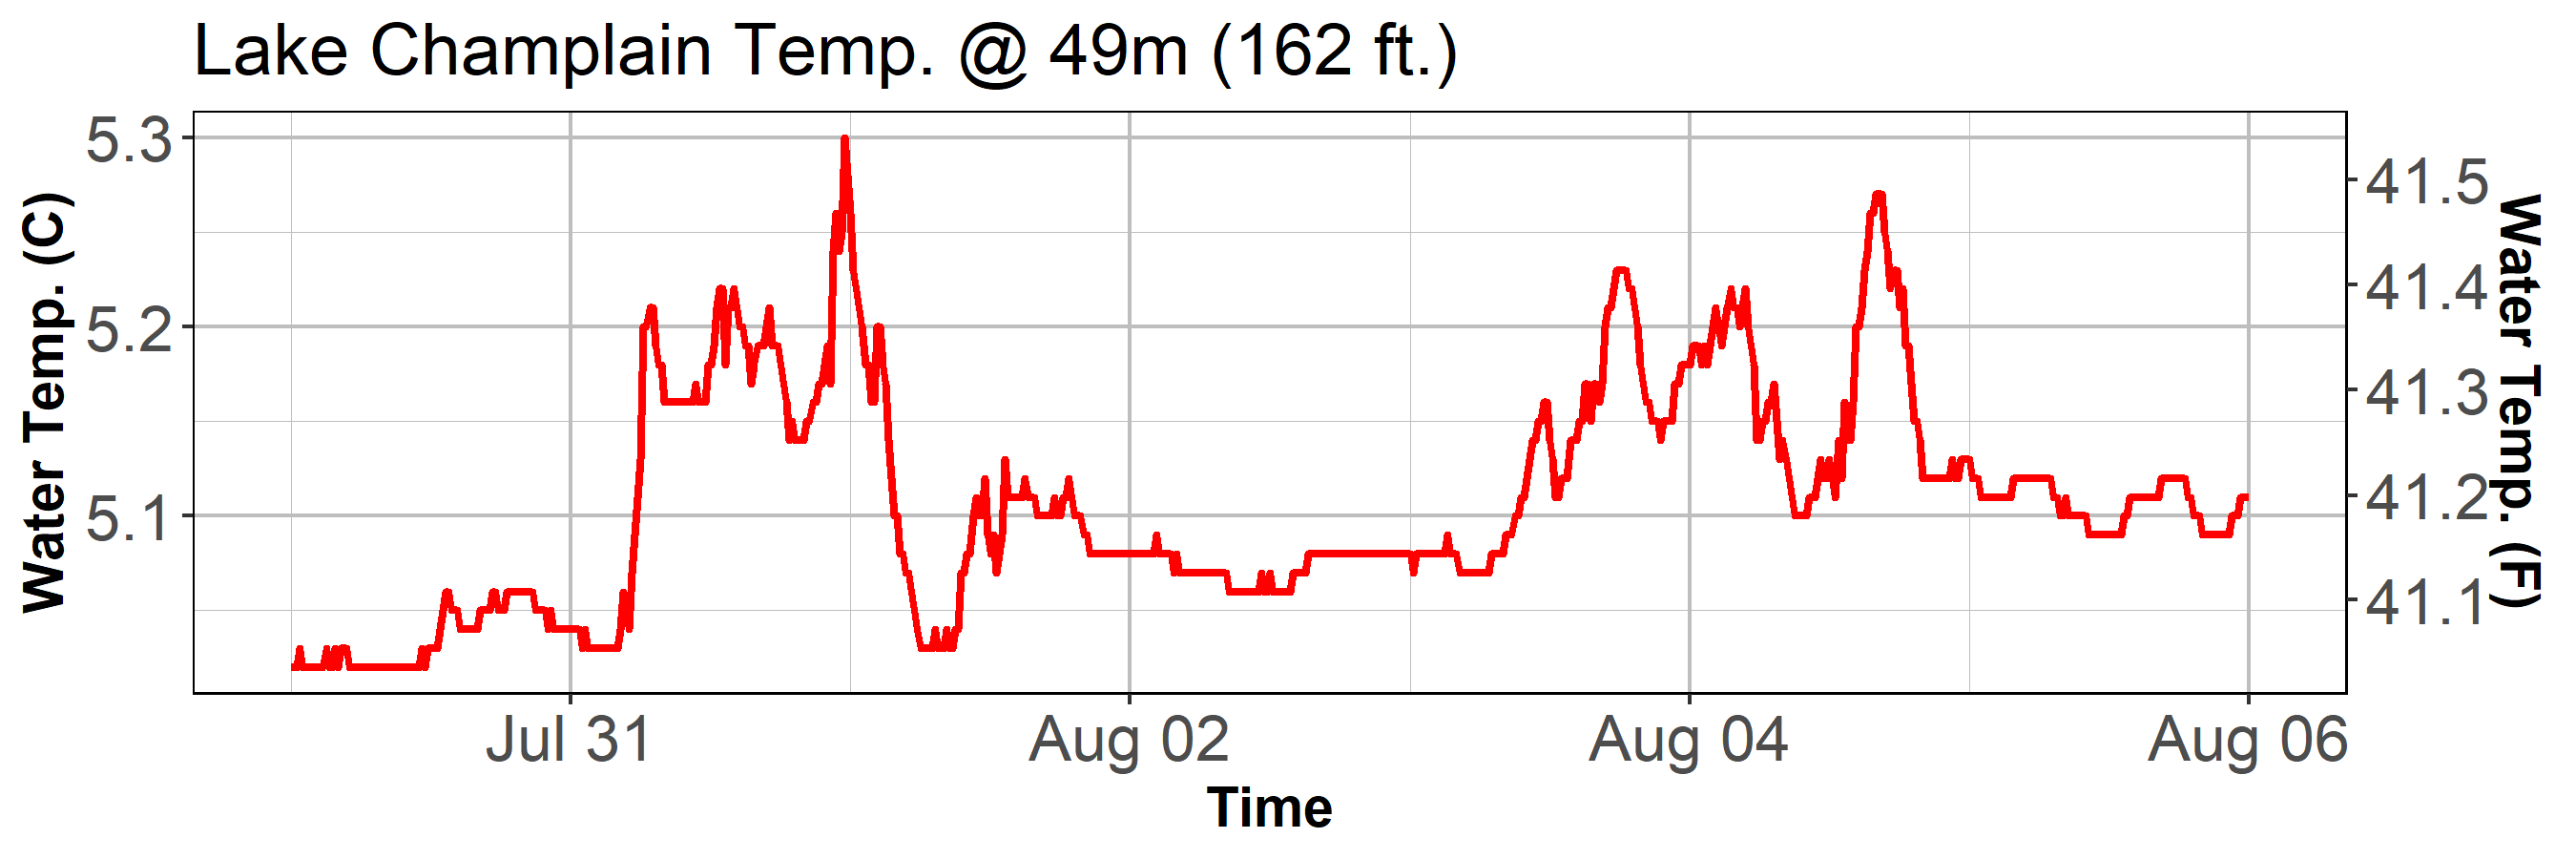 Lake Champlain Temp. @ 49m (162 ft.)
Water Temp. (C)
5.3
5.2
5.1
41.5
41.4
41.3
41.2
41.1
Water Temp. (F)
Jul 31
Aug 02
Aug 04
Aug 06
Time